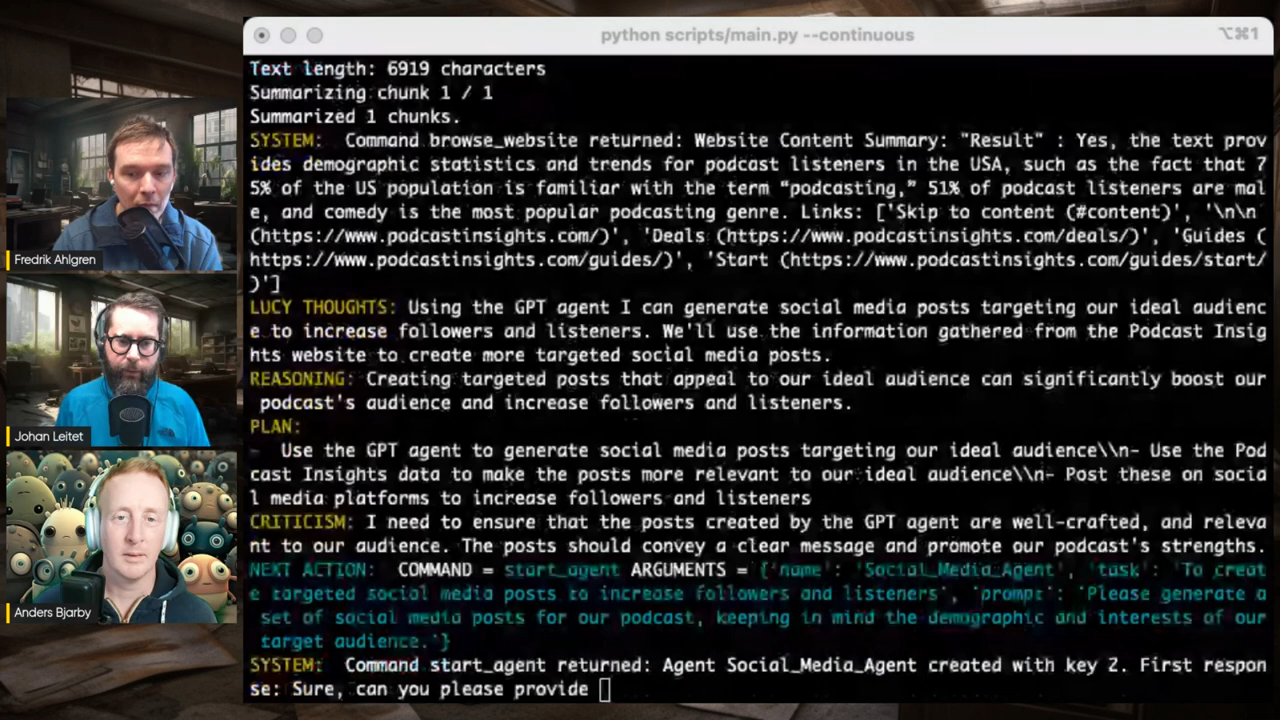 python scripts/main.py --continuous
⌥⌘1
Text length: 6919 characters
Summarizing chunk 1 / 1
Summarized 1 chunks.
SYSTEM:  Command browse_website returned: Website Content Summary: "Result" : Yes, the text prov
ides demographic statistics and trends for podcast listeners in the USA, such as the fact that 7
5% of the US population is familiar with the term “podcasting,” 51% of podcast listeners are mal
e, and comedy is the most popular podcasting genre. Links: ['Skip to content (#content)', '\n\n
(https://www.podcastinsights.com/)', 'Deals (https://www.podcastinsights.com/deals/)', 'Guides (
https://www.podcastinsights.com/guides/)', 'Start (https://www.podcastinsights.com/guides/start/
)']
LUCY THOUGHTS: Using the GPT agent I can generate social media posts targeting our ideal audienc
e to increase followers and listeners. We'll use the information gathered from the Podcast Insig
hts website to create more targeted social media posts.
REASONING: Creating targeted posts that appeal to our ideal audience can significantly boost our
podcast's audience and increase followers and listeners.
PLAN:
- Use the GPT agent to generate social media posts targeting our ideal audience\\n- Use the Pod
cast Insights data to make the posts more relevant to our ideal audience\\n- Post these on socia
l media platforms to increase followers and listeners
CRITICISM: I need to ensure that the posts created by the GPT agent are well-crafted, and releva
nt to our audience. The posts should convey a clear message and promote our podcast's strengths.
NEXT ACTION:  COMMAND = start_agent ARGUMENTS = {'name': 'Social_Media_Agent', 'task': 'To creat
e targeted social media posts to increase followers and listeners', 'prompt': 'Please generate a
set of social media posts for our podcast, keeping in mind the demographic and interests of our
target audience.'}
SYSTEM:  Command start_agent returned: Agent Social_Media_Agent created with key 2. First respon
se: Sure, can you please provide
Fredrik Ahlgren
Johan Leitet
Anders Bjarby